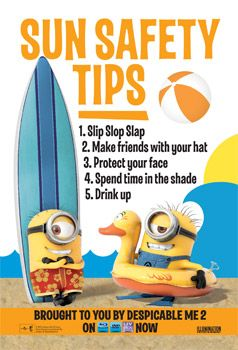 SUN SAFETY
TIPS
1. Slip Slop Slap
2. Make friends with your hat
3. Protect your face
4. Spend time in the shade
5. Drink up
BROUGHT TO YOU BY DESPICABLE ME 2
ON NOW
ILLUMINATION